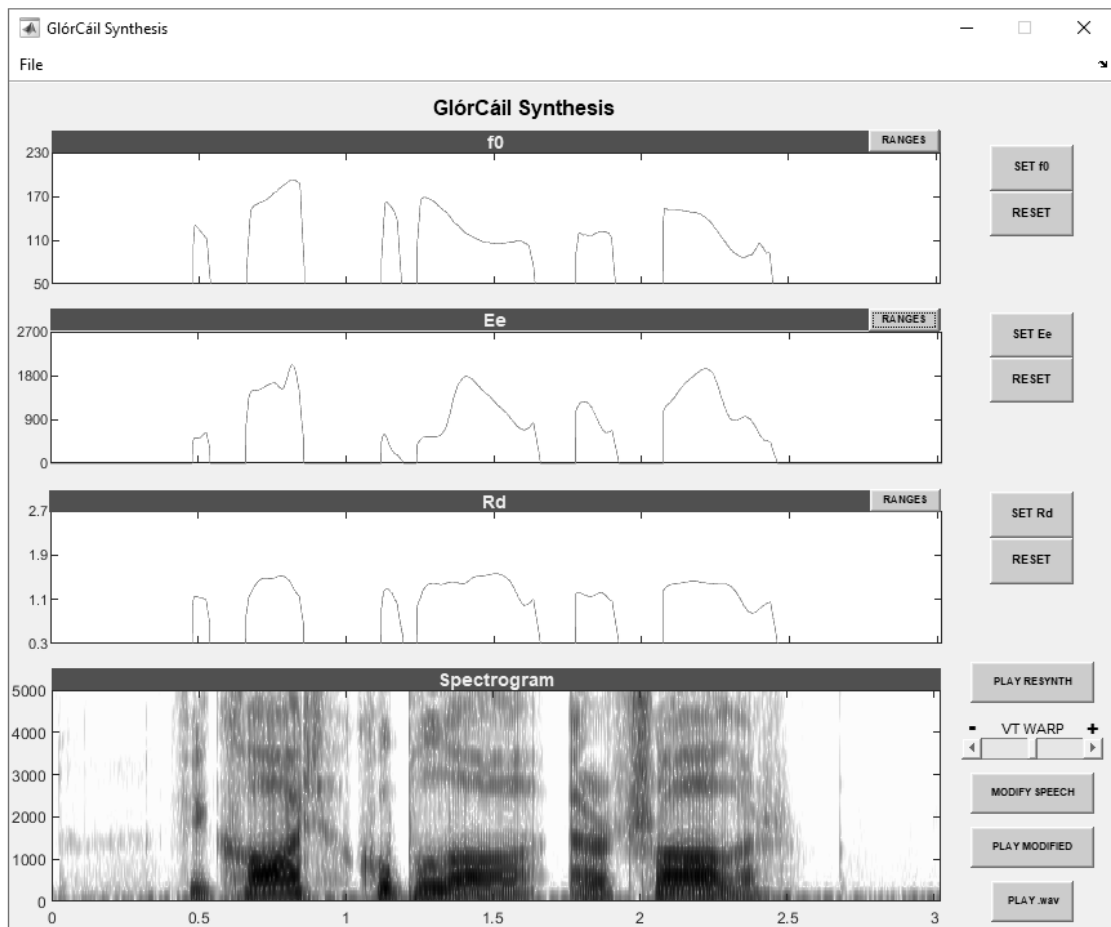 GlórCáil Synthesis
File
GlórCáil Synthesis
f0
RANGES
230
170
110
50
SET f0
RESET
Ee
RANGES
2700
1800
900
0
SET Ee
RESET
Rd
RANGES
2.7
1.9
1.1
0.3
SET Rd
RESET
Spectrogram
5000
4000
3000
2000
1000
0
0 0.5 1 1.5 2 2.5 3
PLAY RESYNTH
- VT WARP +
MODIFY SPEECH
PLAY MODIFIED
PLAY .wav